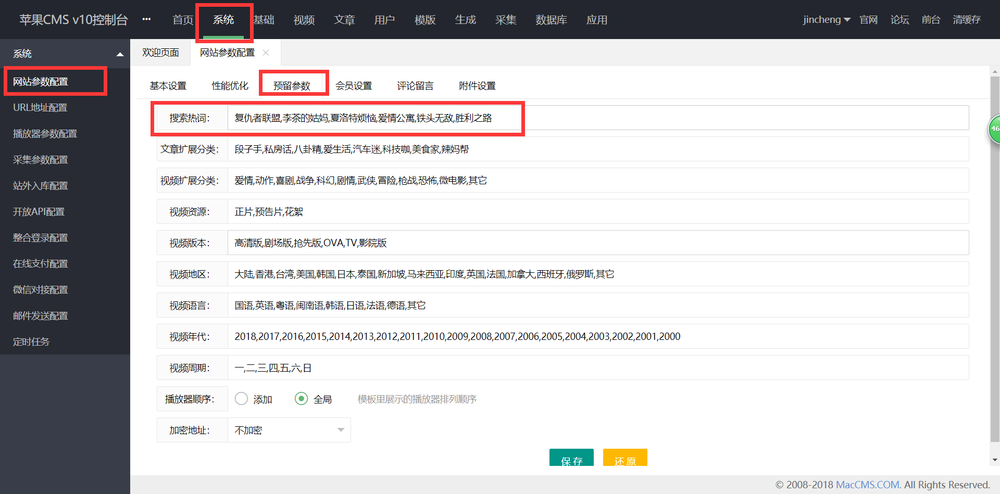 苹果CMS v10控制台 ··· 首页 系统 基础 视频 文章 用户 模版 生成 采集 数据库 应用 jincheng 官网 论坛 前台 清缓存
系统
网站参数配置
URL地址配置
播放器参数配置
采集参数配置
站外入库配置
开放API配置
整合登录配置
在线支付配置
微信对接配置
邮件发送配置
定时任务
欢迎页面 网站参数配置
基本设置 性能优化 预留参数 会员设置 评论留言 附件设置
搜索热词： 复仇者联盟,李茶的姑妈,夏洛特烦恼,爱情公寓,铁头无敌,胜利之路
文章扩展分类： 段子手,私房话,八卦精,爱生活,汽车迷,科技咖,美食家,辣妈帮
视频扩展分类： 爱情,动作,喜剧,战争,科幻,剧情,武侠,冒险,枪战,恐怖,微电影,其它
视频资源： 正片,预告片,花絮
视频版本： 高清版,剧场版,抢先版,OVA,TV,影院版
视频地区： 大陆,香港,台湾,美国,韩国,日本,泰国,新加坡,马来西亚,印度,英国,法国,加拿大,西班牙,俄罗斯,其它
视频语言： 国语,英语,粤语,闽南语,韩语,日语,法语,德语,其它
视频年代： 2018,2017,2016,2015,2014,2013,2012,2011,2010,2009,2008,2007,2006,2005,2004,2003,2002,2001,2000
视频周期： 一,二,三,四,五,六,日
播放器顺序： 添加 全局 模板里展示的播放器排列顺序
加密地址： 不加密
保存 还原
46
© 2008-2018 MacCMS.COM. All Rights Reserved.